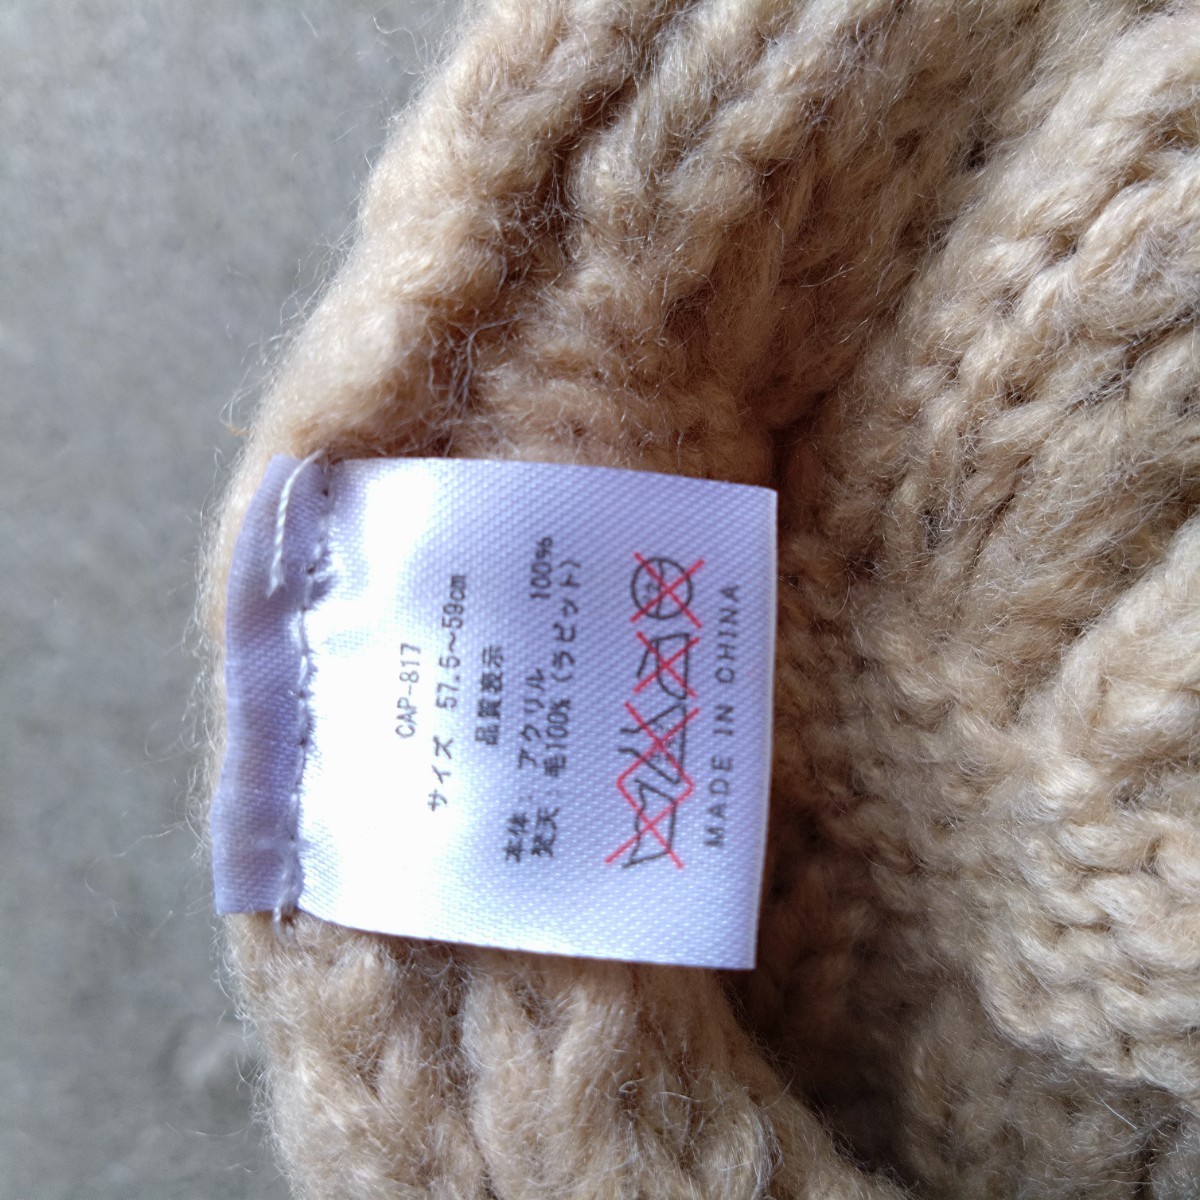 CAP-817
サイズ 57.5～59cm
品質表示
本体：アクリル 100%
梵天：毛100%（ラビット）
MADE IN CHINA